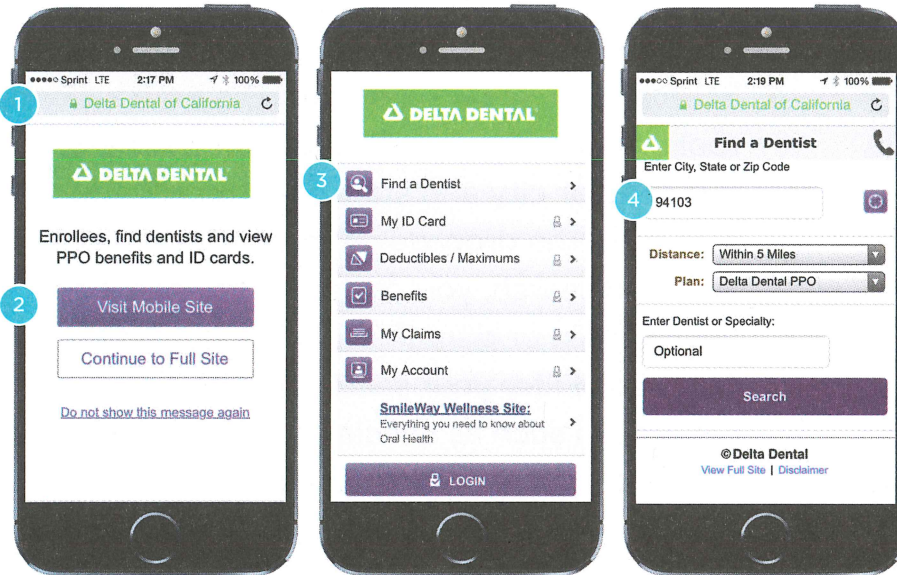 Sprint LTE 2:17 PM 100%
1
Delta Dental of California
DELTA DENTAL
Enrollees, find dentists and view
PPO benefits and ID cards.
2
Visit Mobile Site
Continue to Full Site
Do not show this message again
DELTA DENTAL
3
Find a Dentist
My ID Card
Deductibles / Maximums
Benefits
My Claims
My Account
SmileWay Wellness Site:
Everything you need to know about
Oral Health
LOGIN
Sprint LTE 2:19 PM 100%
Delta Dental of California
Find a Dentist
Enter City, State or Zip Code
4
94103
Distance: Within 5 Miles
Plan: Delta Dental PPO
Enter Dentist or Specialty:
Optional
Search
©Delta Dental
View Full Site | Disclaimer